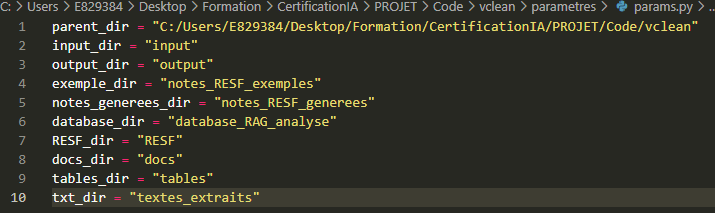 C: > Users > E829384 > Desktop > Formation > CertificationIA > PROJET > Code > vclean > parametres > params.py > ..
1 parent_dir = "C:/Users/E829384/Desktop/Formation/CertificationIA/PROJET/Code/vclean"
2 input_dir = "input"
3 output_dir = "output"
4 exemple_dir = "notes_RESF_exemples"
5 notes_generees_dir = "notes_RESF_generees"
6 database_dir = "database_RAG_analyse"
7 RESF_dir = "RESF"
8 docs_dir = "docs"
9 tables_dir = "tables"
10 txt_dir = "textes_extraits"